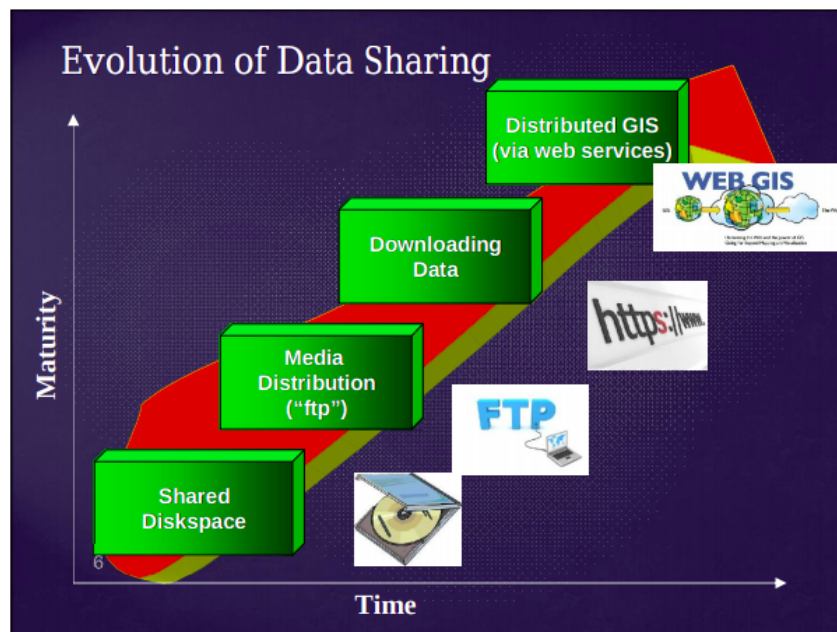 Evolution of Data Sharing
Distributed GIS
(via web services)
WEB GIS
Downloading
Data
https://www.
Maturity
Media
Distribution
(“ftp”)
FTP
Shared
Diskspace
6
Time